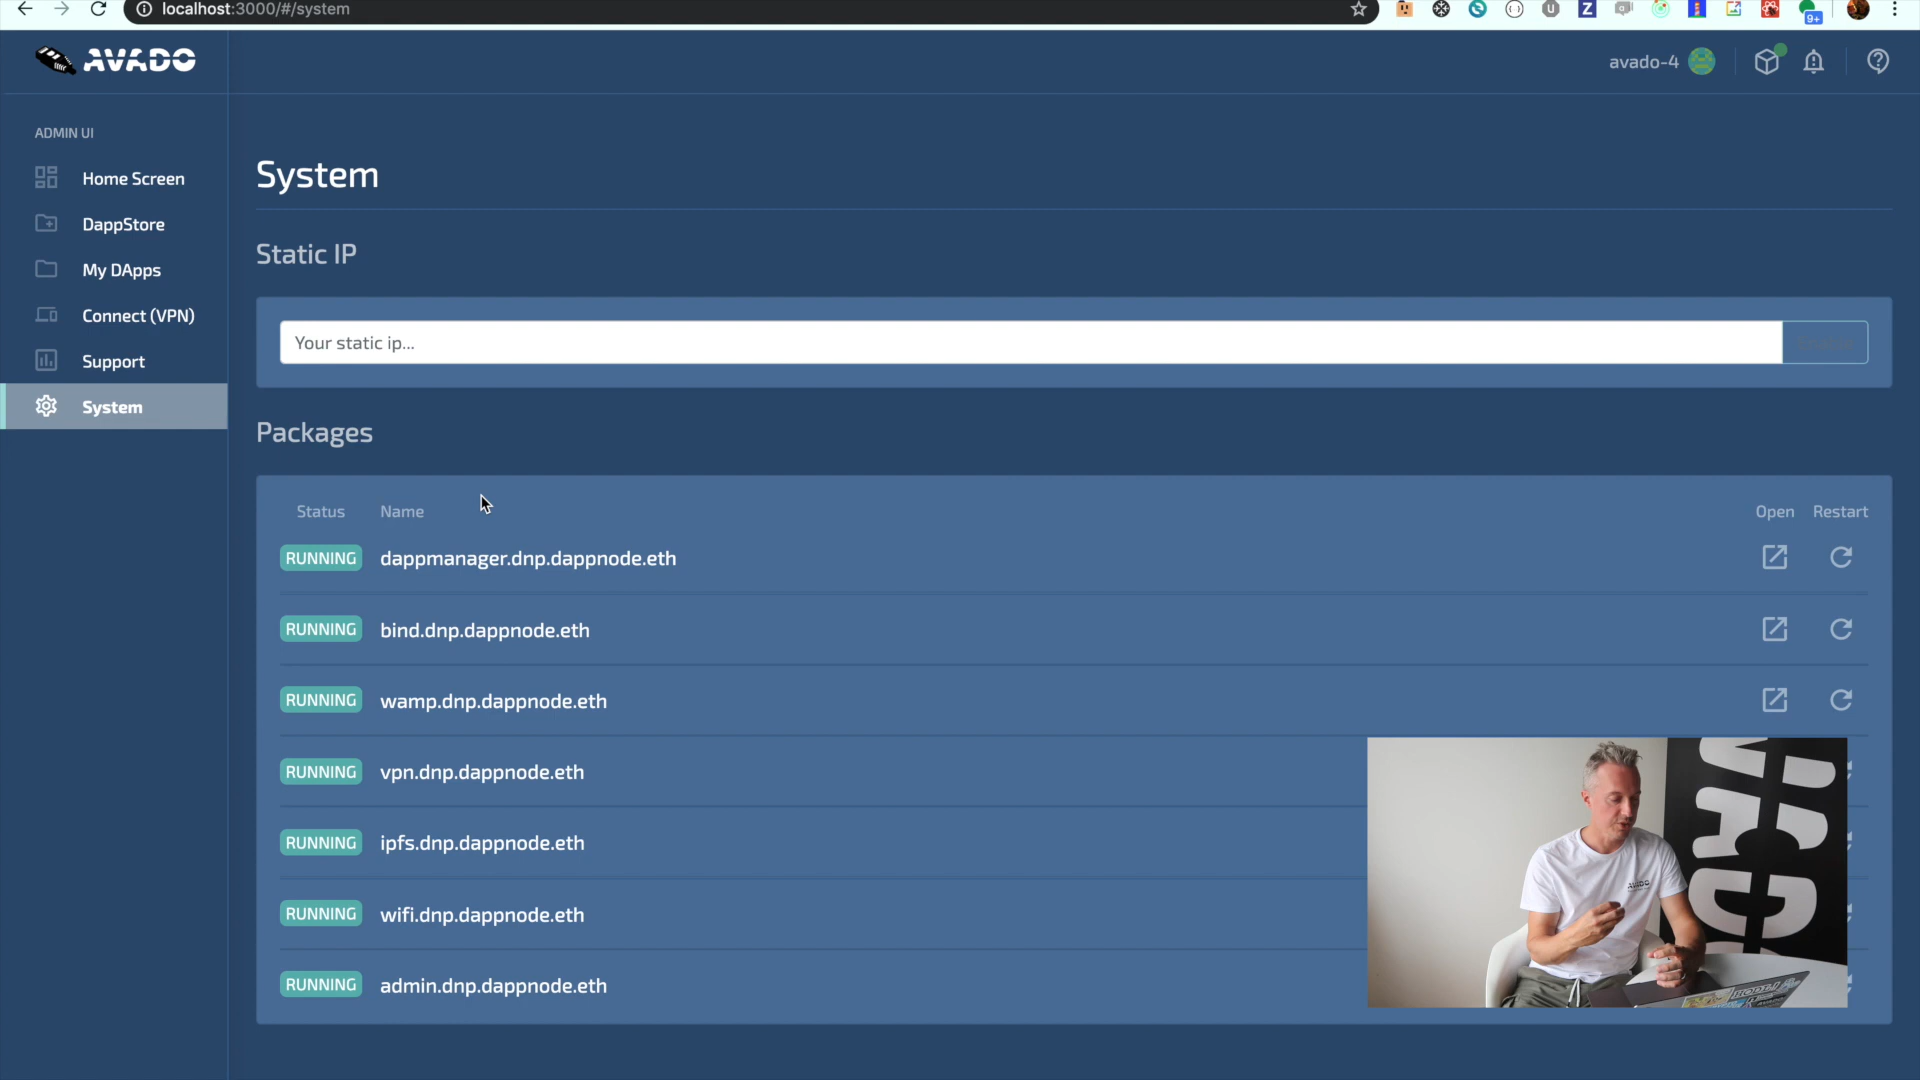 localhost:3000/#/system
AVADO
avado-4
9+
ADMIN UI
Home Screen
DappStore
My DApps
Connect (VPN)
Support
System
System
Static IP
Your static ip...
Packages
Status Name Open Restart
RUNNING dappmanager.dnp.dappnode.eth
RUNNING bind.dnp.dappnode.eth
RUNNING wamp.dnp.dappnode.eth
RUNNING vpn.dnp.dappnode.eth
RUNNING ipfs.dnp.dappnode.eth
RUNNING wifi.dnp.dappnode.eth
RUNNING admin.dnp.dappnode.eth
AVADO